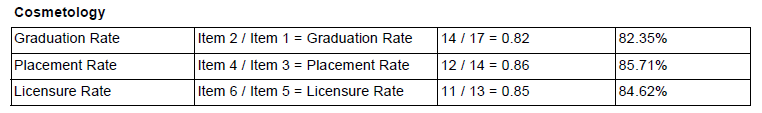 Cosmetology
Graduation Rate Item 2 / Item 1 = Graduation Rate 14 / 17 = 0.82 82.35%
Placement Rate Item 4 / Item 3 = Placement Rate 12 / 14 = 0.86 85.71%
Licensure Rate Item 6 / Item 5 = Licensure Rate 11 / 13 = 0.85 84.62%